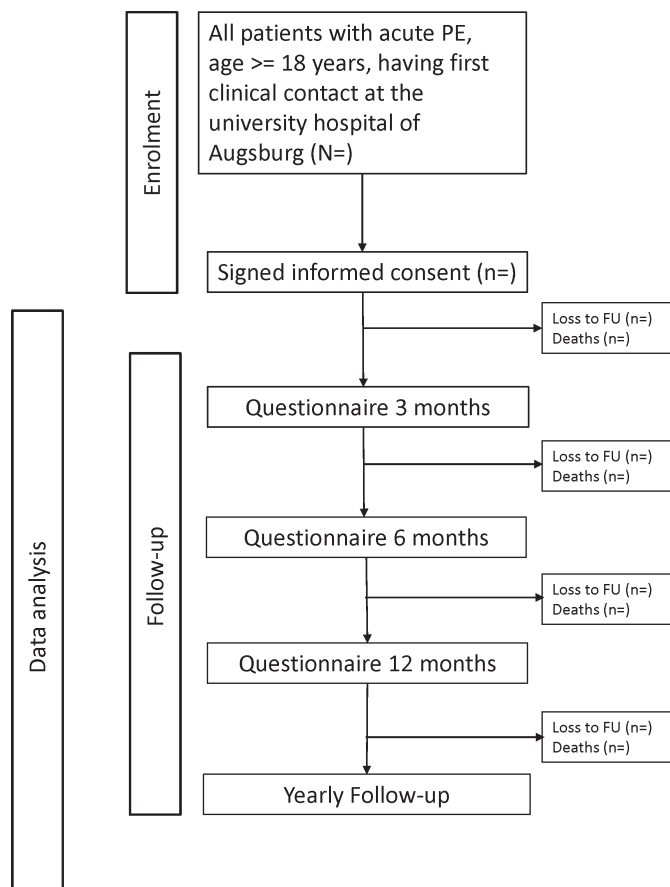 All patients with acute PE,
age >= 18 years, having first
clinical contact at the
university hospital of
Augsburg (N=)
Enrolment
Signed informed consent (n=)
Loss to FU (n=)
Deaths (n=)
Questionnaire 3 months
Loss to FU (n=)
Deaths (n=)
Questionnaire 6 months
Loss to FU (n=)
Deaths (n=)
Questionnaire 12 months
Loss to FU (n=)
Deaths (n=)
Yearly Follow-up
Follow-up
Data analysis